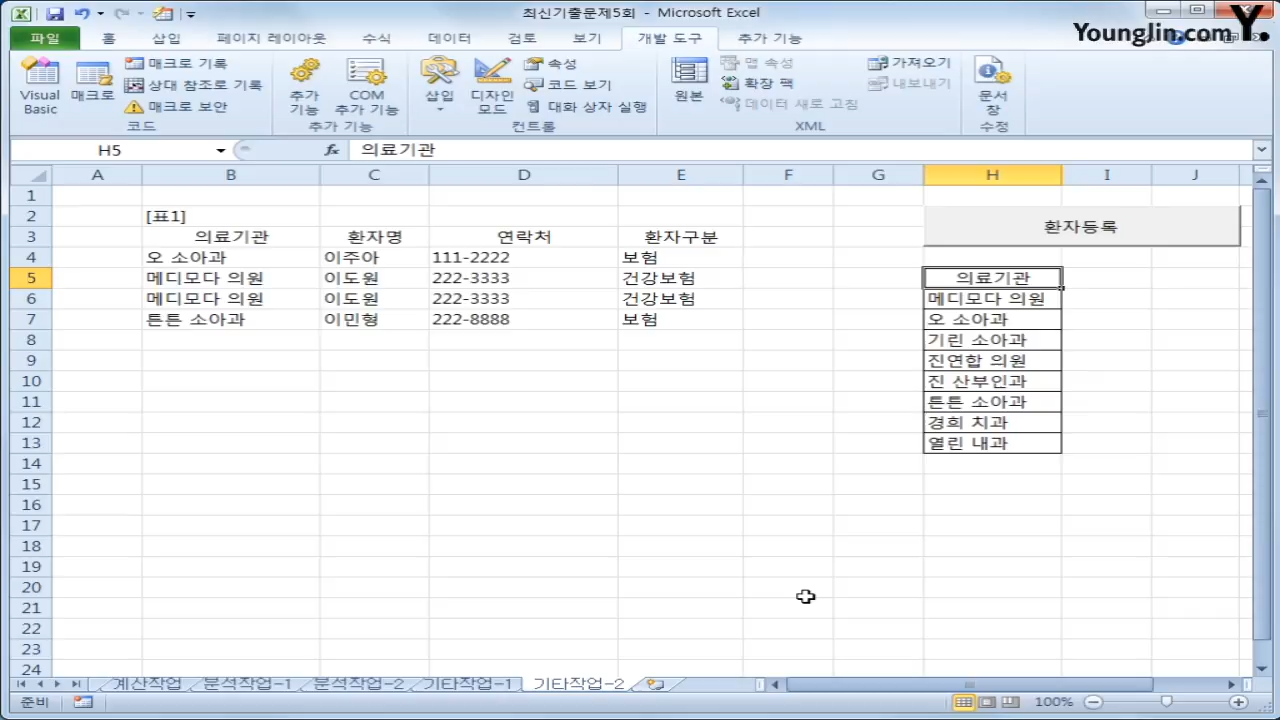 최신기출문제5회 - Microsoft Excel
Younglin.com Y.
파일 홈 삽입 페이지 레이아웃 수식 데이터 검토 보기 개발 도구 추가 기능
Visual Basic
매크로
매크로 기록
상대 참조로 기록
매크로 보안
코드
추가 기능
COM 추가 기능
추가 기능
삽입
디자인 모드
속성
코드 보기
대화 상자 실행
컨트롤
원본
맵 속성
확장 팩
데이터 새로 고침
가져오기
내보내기
XML
문서 창
수정
H5 fx 의료기관
A B C D E F G H I J
1
2 [표1] 환자등록
3 의료기관 환자명 연락처 환자구분
4 오 소아과 이주아 111-2222 보험
5 메디모다 의원 이도원 222-3333 건강보험 의료기관
6 메디모다 의원 이도원 222-3333 건강보험 메디모다 의원
7 튼튼 소아과 이민형 222-8888 보험 오 소아과
8 기린 소아과
9 진연합 의원
10 진 산부인과
11 튼튼 소아과
12 경희 치과
13 열린 내과
14
15
16
17
18
19
20
21
22
23
24
계산작업 분석작업-1 분석작업-2 기타작업-1 기타작업-2
준비 100%